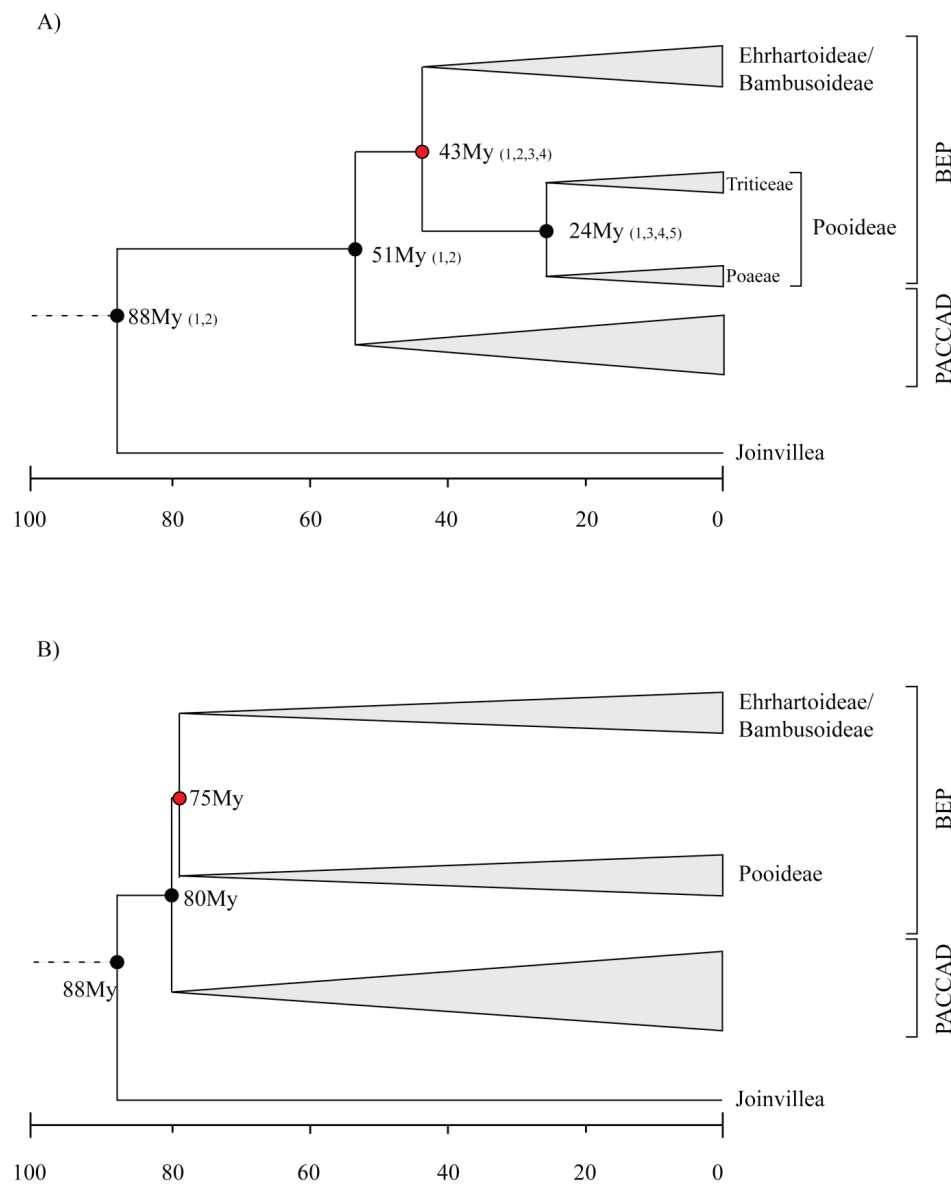 A)
Ehrhartoideae/
Bambusoideae
43My (1,2,3,4)
Triticeae
24My (1,3,4,5)
Pooideae
Poaeae
51My (1,2)
88My (1,2)
BEP
PACCAD
Joinvillea
100 80 60 40 20 0
B)
Ehrhartoideae/
Bambusoideae
75My
Pooideae
80My
88My
BEP
PACCAD
Joinvillea
100 80 60 40 20 0